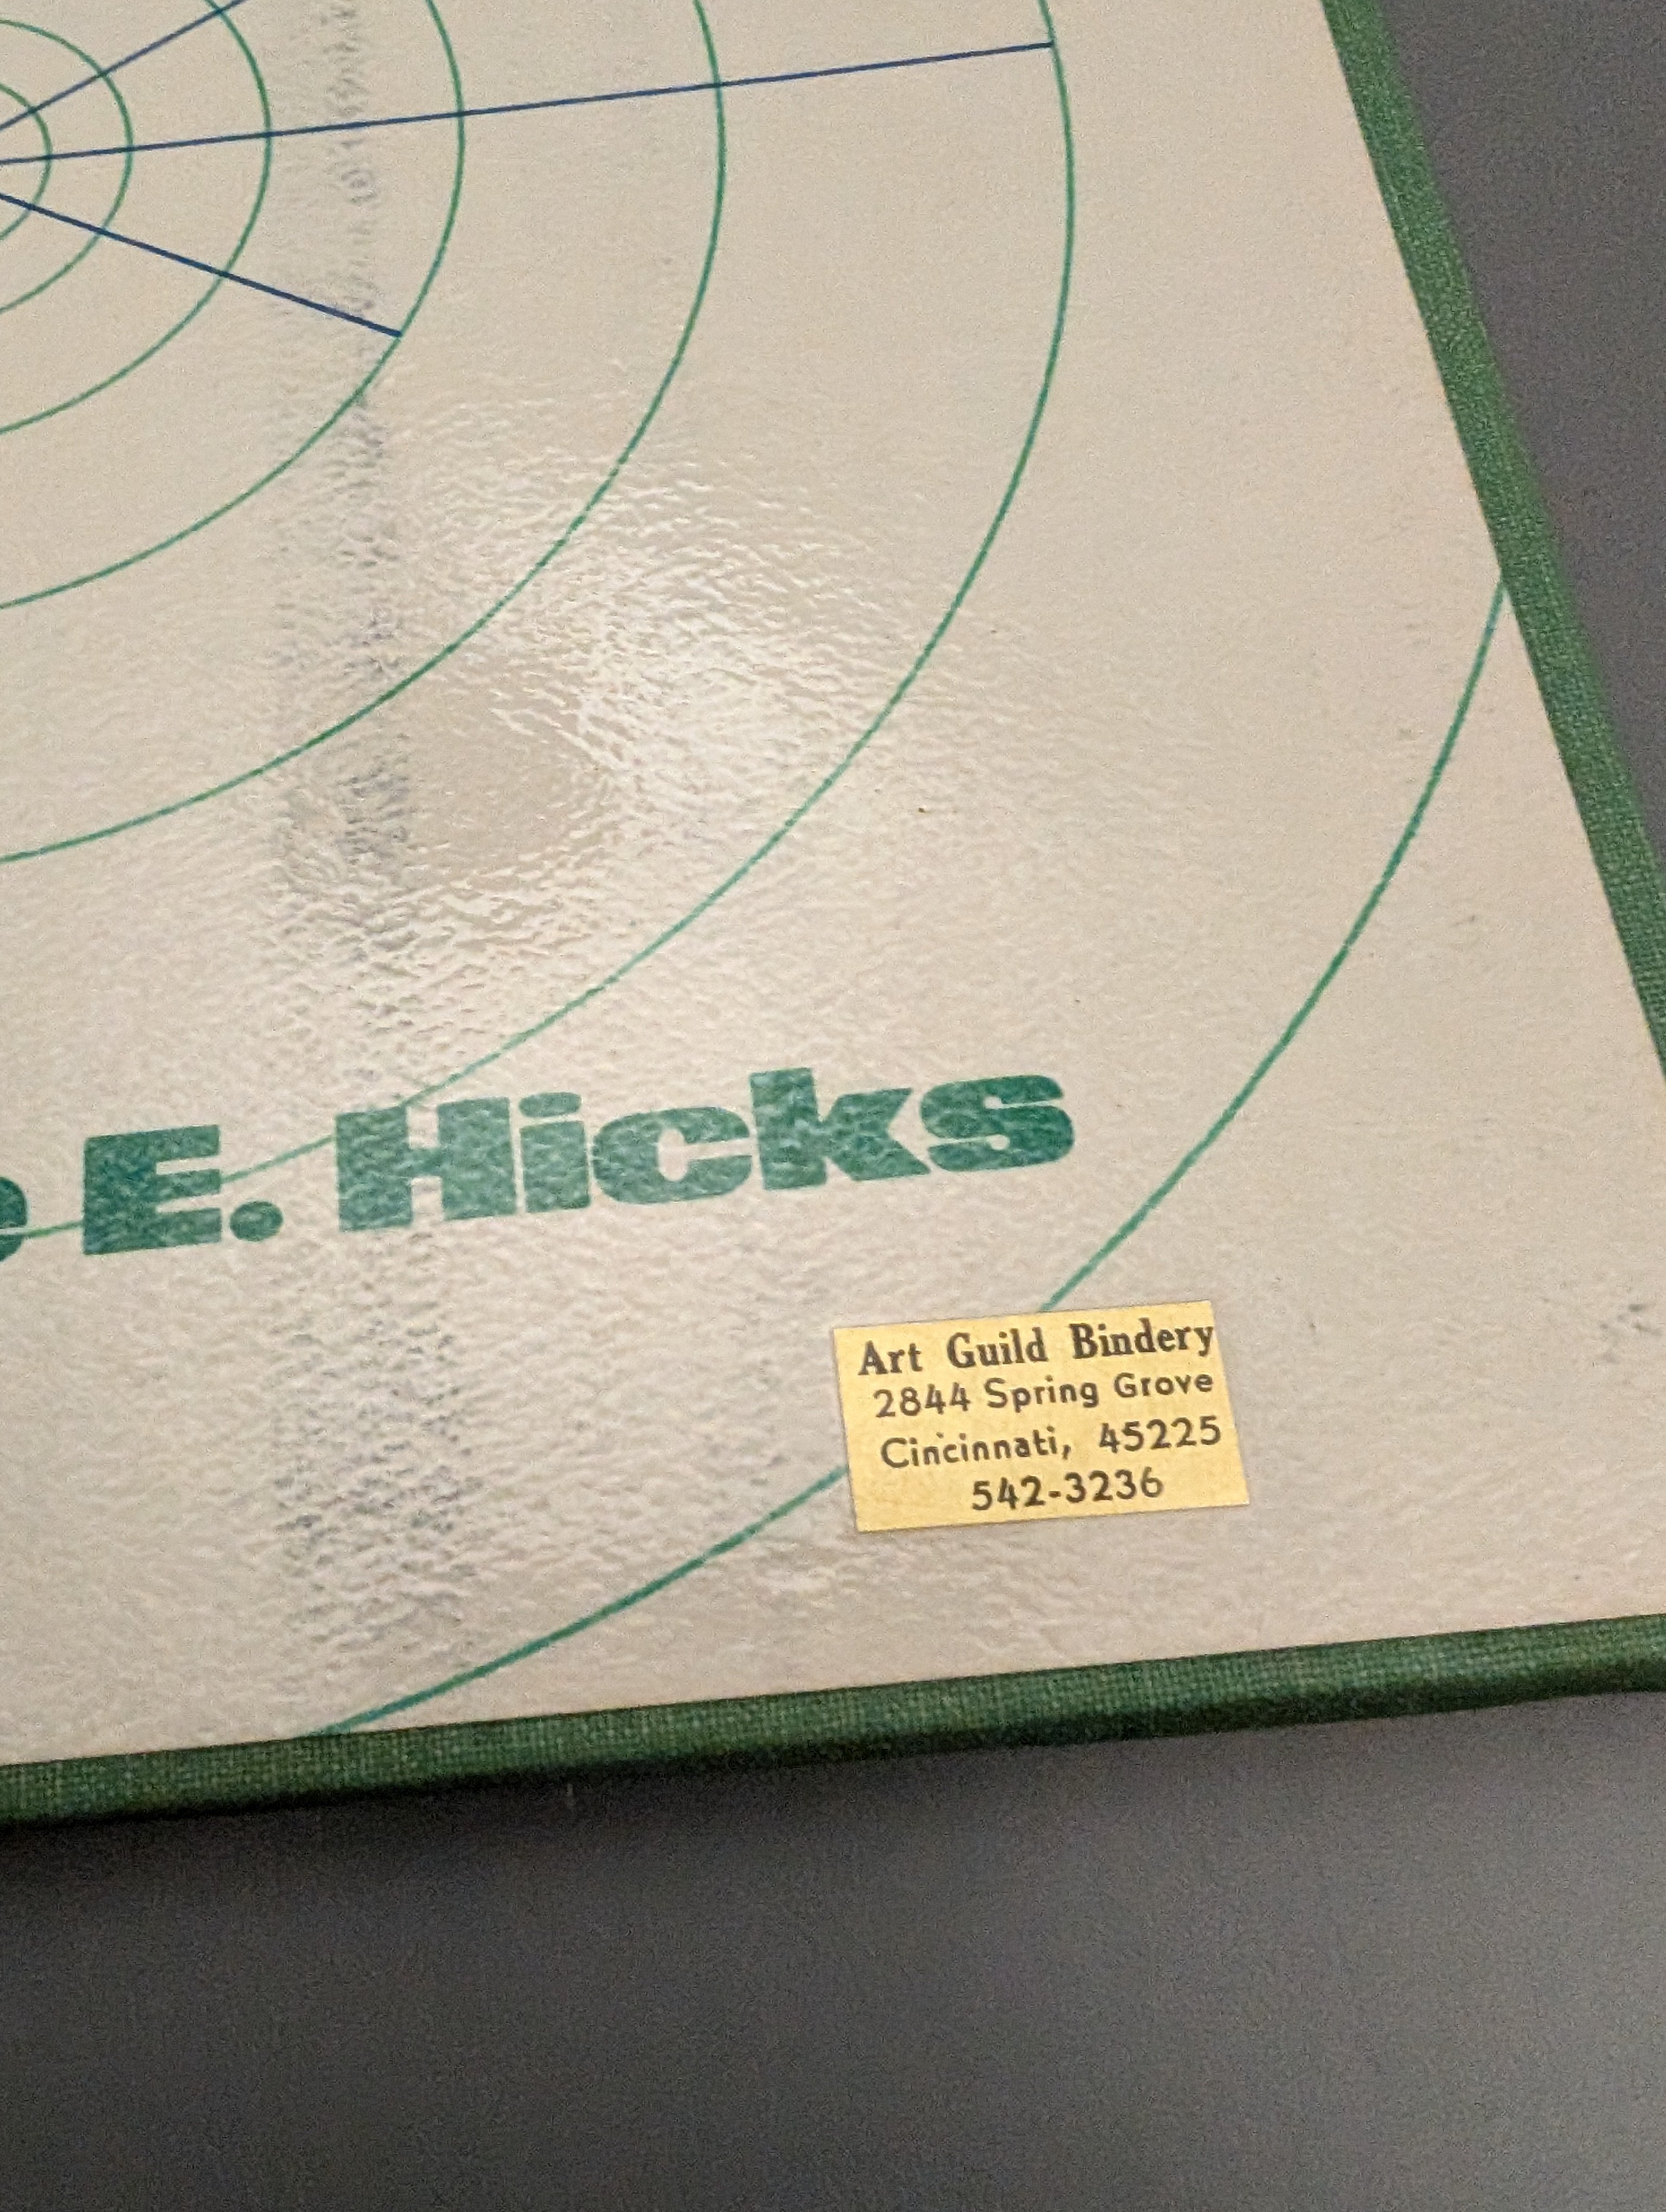 E. Hicks
Art Guild Bindery
2844 Spring Grove
Cincinnati, 45225
542-3236